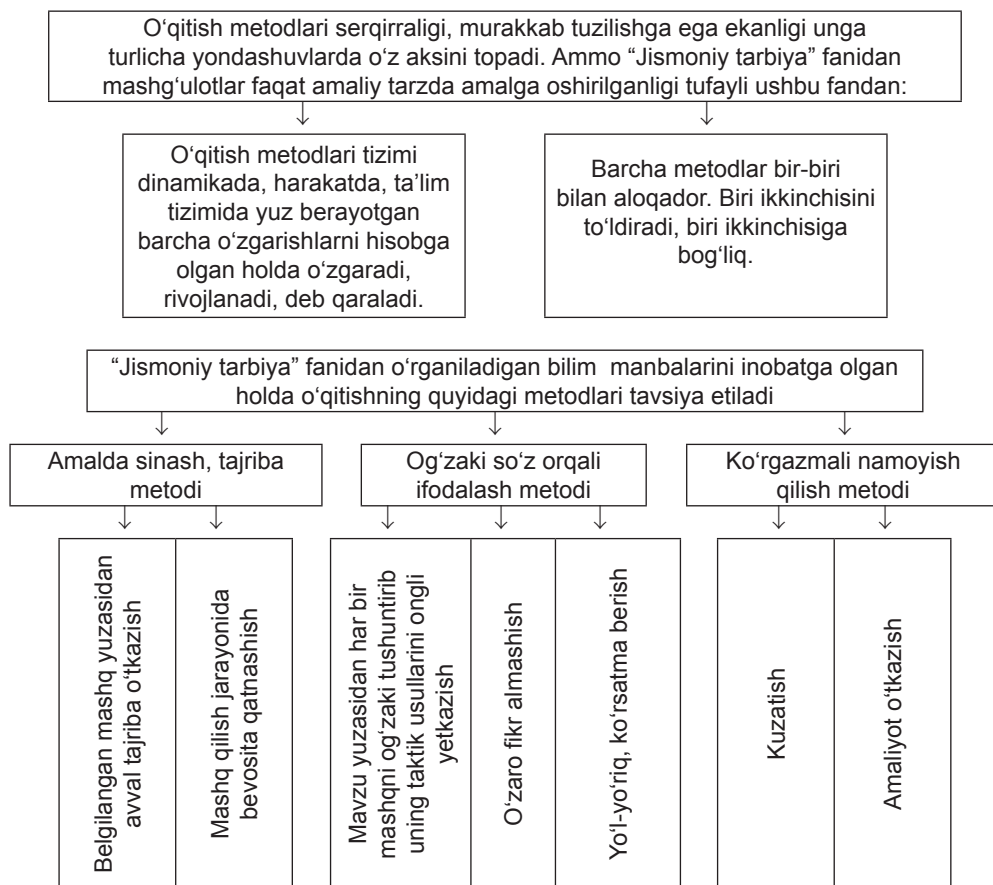 O‘qitish metodlari serqirraligi, murakkab tuzilishga ega ekanligi unga
turlicha yondashuvlarda o‘z aksini topadi. Ammo “Jismoniy tarbiya” fanidan
mashg‘ulotlar faqat amaliy tarzda amalga oshirilganligi tufayli ushbu fandan:
O‘qitish metodlari tizimi
dinamikada, harakatda, ta’lim
tizimida yuz berayotgan
barcha o‘zgarishlarni hisobga
olgan holda o‘zgaradi,
rivojlanadi, deb qaraladi.
Barcha metodlar bir-biri
bilan aloqador. Biri ikkinchisini
to‘ldiradi, biri ikkinchisiga
bog‘liq.
“Jismoniy tarbiya” fanidan o‘rganiladigan bilim manbalarini inobatga olgan
holda o‘qitishning quyidagi metodlari tavsiya etiladi
Amalda sinash, tajriba
metodi
Og‘zaki so‘z orqali
ifodalash metodi
Ko‘rgazmali namoyish
qilish metodi
Belgilangan mashq yuzasidan
avval tajriba o‘tkazish
Mashq qilish jarayonida
bevosita qatnashish
Mavzu yuzasidan har bir
mashqni og‘zaki tushuntirib
uning taktik usullarini ongli
yetkazish
O‘zaro fikr almashish
Yo‘l-yo‘riq, ko‘rsatma berish
Kuzatish
Amaliyot o‘tkazish